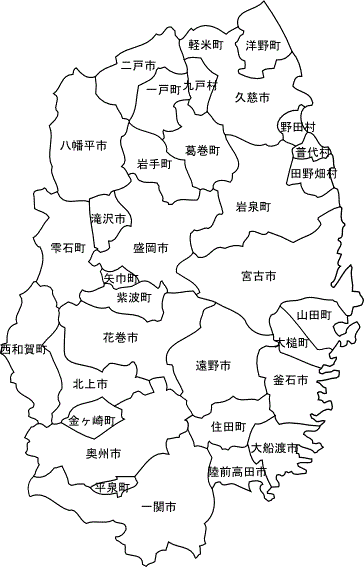 軽米町
洋野町
二戸市
一戸町
九戸村
久慈市
野田村
八幡平市
葛巻町
普代村
岩手町
田野畑村
岩泉町
滝沢市
雫石町
盛岡市
矢巾町
宮古市
紫波町
山田町
花巻市
大槌町
西和賀町
遠野市
北上市
釜石市
金ヶ崎町
住田町
大船渡市
奥州市
陸前高田市
平泉町
一関市